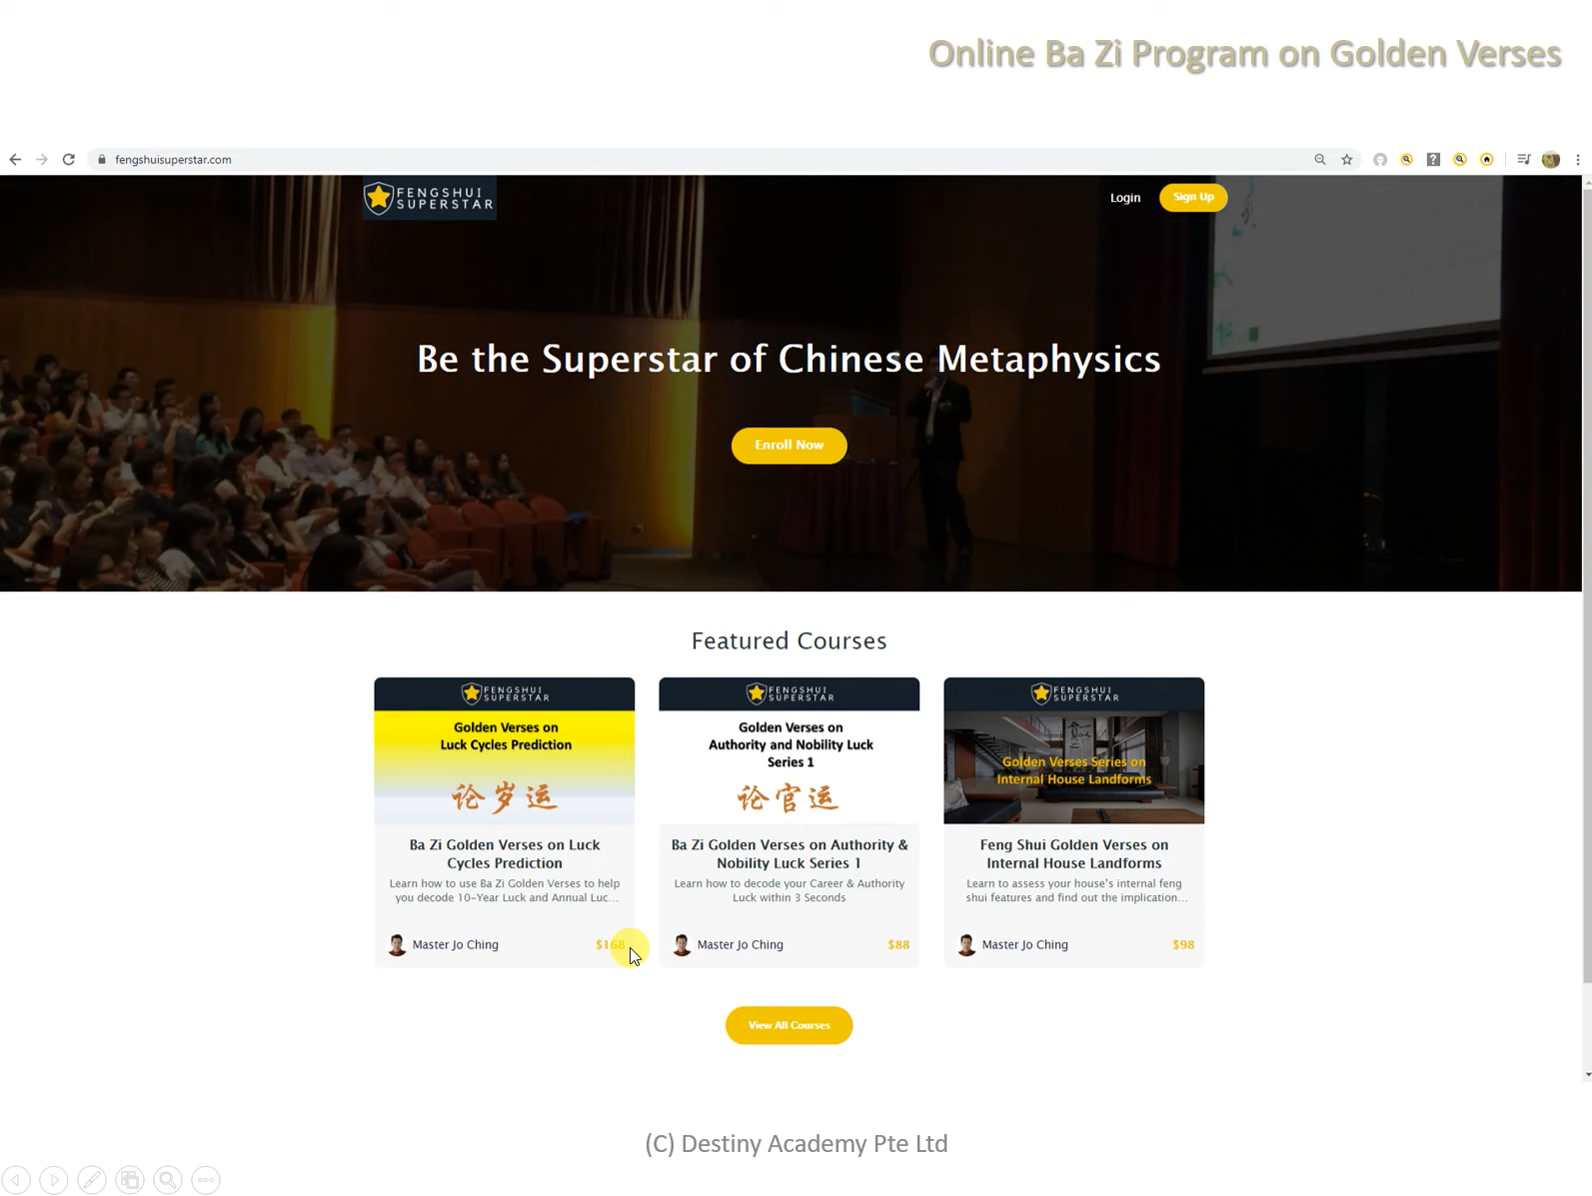 Online Ba Zi Program on Golden Verses
fengshuisuperstar.com
FENGSHUI
SUPERSTAR
Login
Sign Up
Be the Superstar of Chinese Metaphysics
Enroll Now
Featured Courses
FENGSHUI
SUPERSTAR
Golden Verses on
Luck Cycles Prediction
论岁运
Ba Zi Golden Verses on Luck
Cycles Prediction
Learn how to use Ba Zi Golden Verses to help
you decode 10-Year Luck and Annual Luc...
Master Jo Ching
$168
FENGSHUI
SUPERSTAR
Golden Verses on
Authority and Nobility Luck
Series 1
论官运
Ba Zi Golden Verses on Authority &
Nobility Luck Series 1
Learn how to decode your Career & Authority
Luck within 3 Seconds
Master Jo Ching
$88
FENGSHUI
SUPERSTAR
Golden Verses Series on
Internal House Landforms
Feng Shui Golden Verses on
Internal House Landforms
Learn to assess your house's internal feng
shui features and find out the implication...
Master Jo Ching
$98
View All Courses
(C) Destiny Academy Pte Ltd